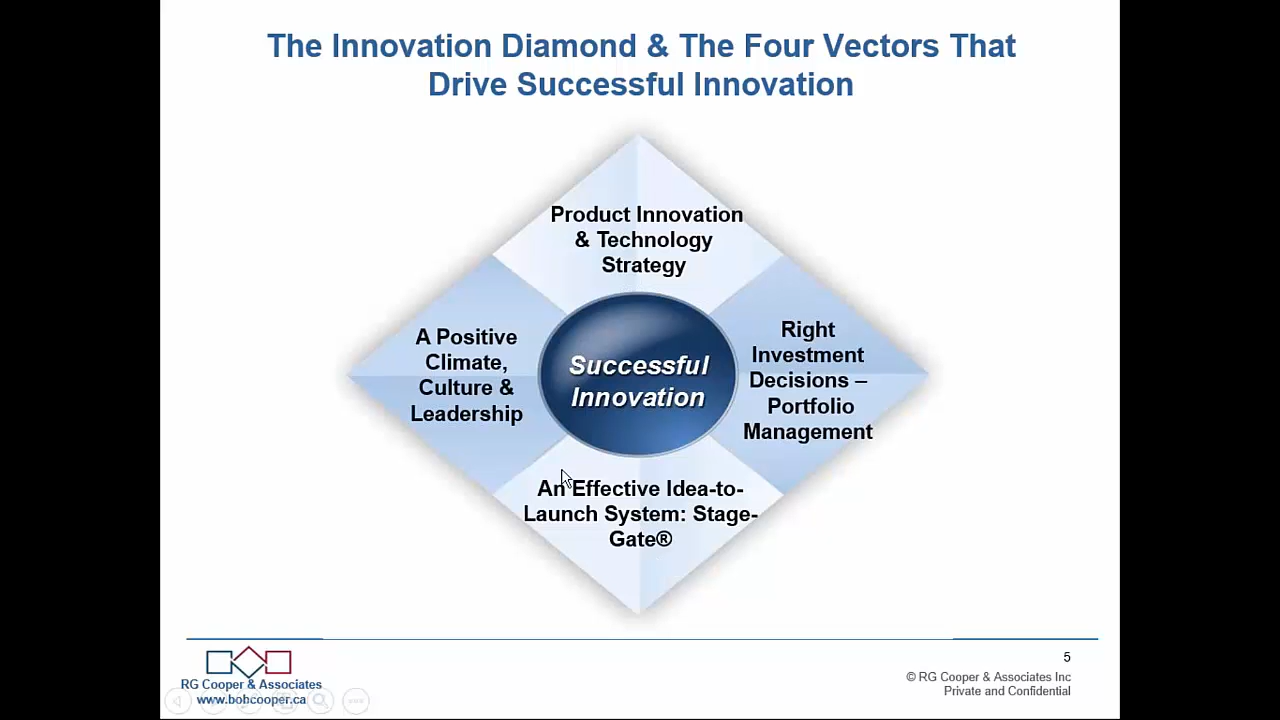 The Innovation Diamond & The Four Vectors That
Drive Successful Innovation
Product Innovation
& Technology
Strategy
A Positive
Climate,
Culture &
Leadership
Successful
Innovation
Right
Investment
Decisions –
Portfolio
Management
An Effective Idea-to-
Launch System: Stage-
Gate®
RG Cooper & Associates
www.bobcooper.ca
5
© RG Cooper & Associates Inc
Private and Confidential